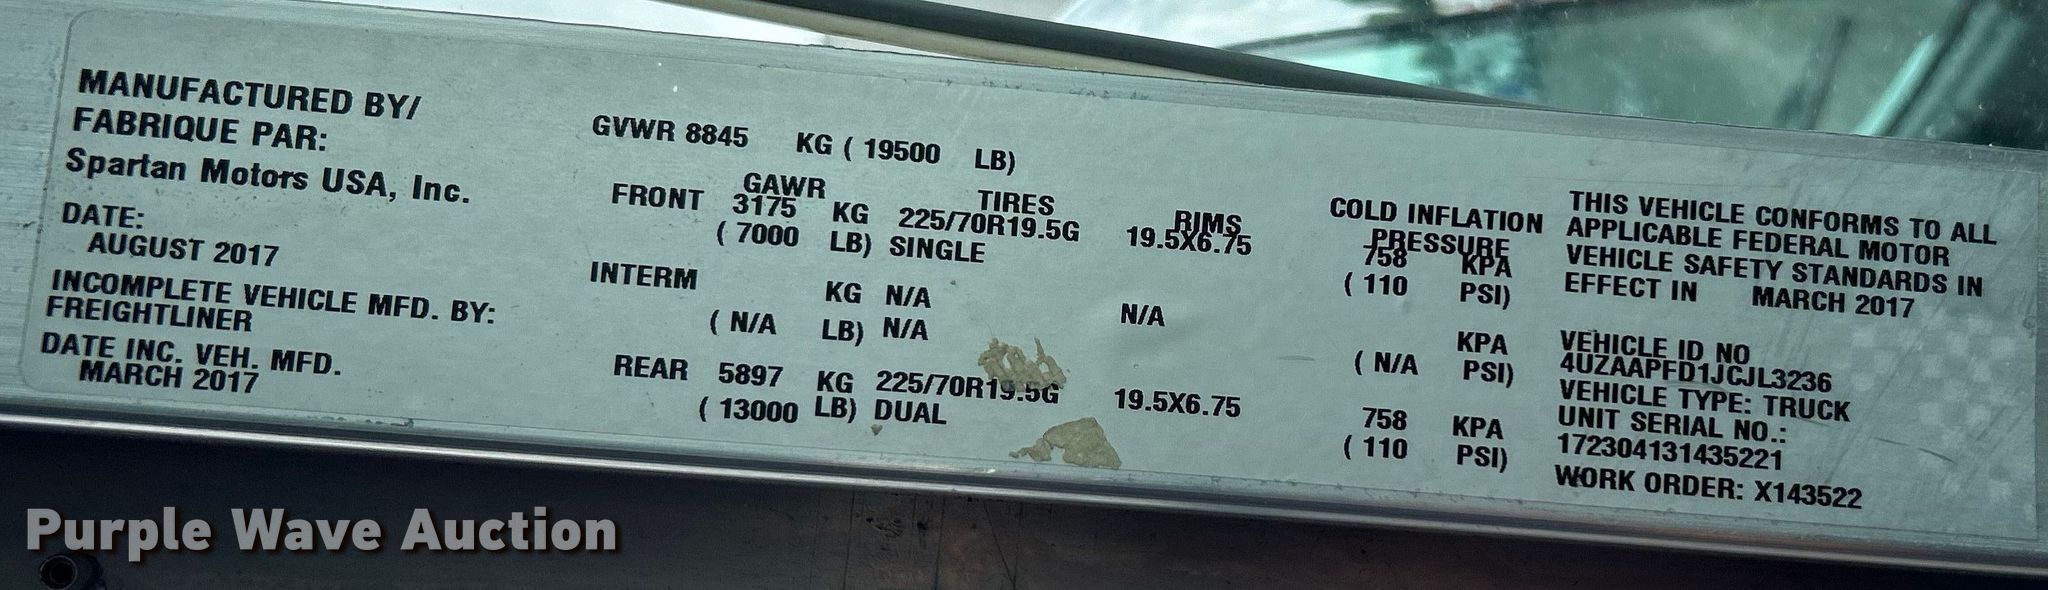 MANUFACTURED BY/
FABRIQUE PAR:
Spartan Motors USA, Inc.
DATE:
AUGUST 2017
INCOMPLETE VEHICLE MFD. BY:
FREIGHTLINER
DATE INC. VEH. MFD.
MARCH 2017
GVWR 8845 KG ( 19500 LB)
GAWR TIRES RIMS COLD INFLATION PRESSURE
FRONT 3175 KG 225/70R19.5G 19.5X6.75 758 KPA
( 7000 LB) SINGLE ( 110 PSI)
INTERM KG N/A N/A KPA
( N/A LB) N/A ( N/A PSI)
REAR 5897 KG 225/70R19.5G 19.5X6.75 758 KPA
( 13000 LB) DUAL ( 110 PSI)
THIS VEHICLE CONFORMS TO ALL
APPLICABLE FEDERAL MOTOR
VEHICLE SAFETY STANDARDS IN
EFFECT IN MARCH 2017
VEHICLE ID NO
4UZAAPFD1JCJL3236
VEHICLE TYPE: TRUCK
UNIT SERIAL NO.:
172304131435221
WORK ORDER: X143522
Purple Wave Auction